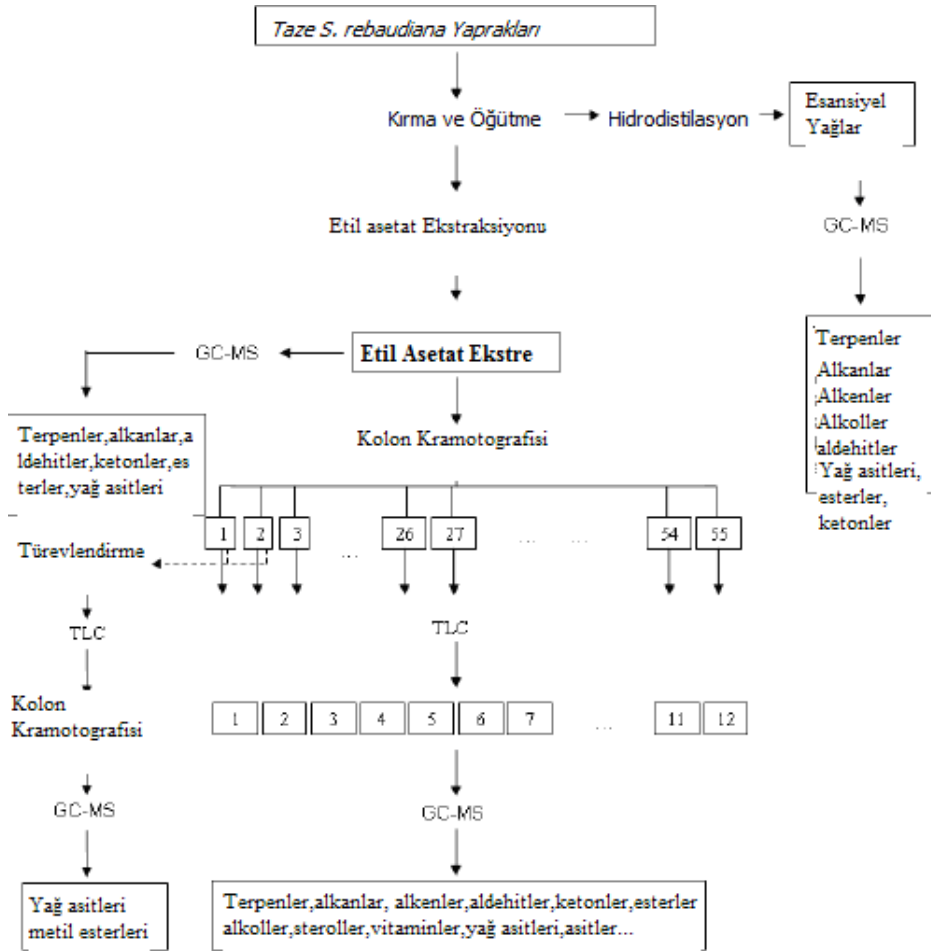 Taze S. rebaudiana Yaprakları
Kırma ve Öğütme
Hidrodistilasyon
Esansiyel
Yağlar
Etil asetat Ekstraksiyonu
GC-MS
GC-MS
Etil Asetat Ekstre
Terpenler
Alkanlar
Alkenler
Alkoller
aldehitler
Yağ asitleri,
esterler,
ketonler
Terpenler,alkanlar,a
ldehitler,ketonler,es
terler,yağ asitleri
Kolon Kramotografisi
1 2 3 ... 26 27 ... ... 54 55
Türevlendirme
TLC
TLC
Kolon
Kramotografisi
1 2 3 4 5 6 7 ... 11 12
GC-MS
GC-MS
Yağ asitleri
metil esterleri
Terpenler,alkanlar, alkenler,aldehitler,ketonler,esterler
alkoller,steroller,vitaminler,yağ asitleri,asitler...